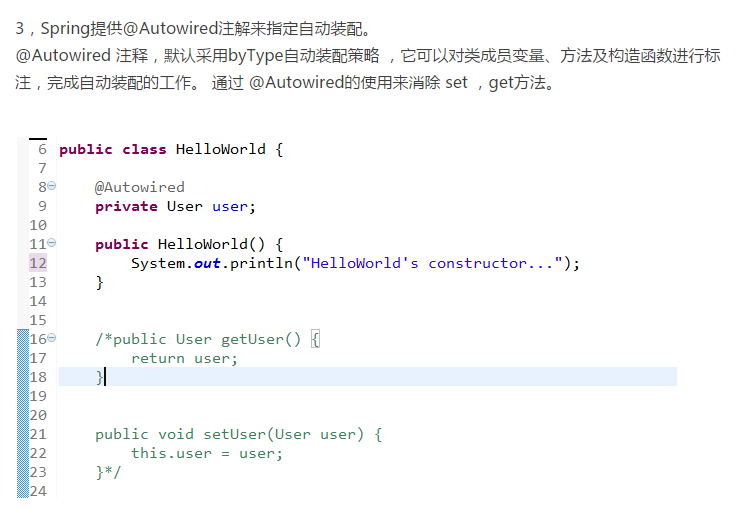 3，Spring提供@Autowired注解来指定自动装配。
@Autowired 注释，默认采用byType自动装配策略 ，它可以对类成员变量、方法及构造函数进行标
注，完成自动装配的工作。 通过 @Autowired的使用来消除 set ，get方法。
6 public class HelloWorld {
7
8 @Autowired
9 private User user;
10
11 public HelloWorld() {
12 System.out.println("HelloWorld's constructor...");
13 }
14
15
16 /*public User getUser() {
17 return user;
18 }
19
20
21 public void setUser(User user) {
22 this.user = user;
23 }*/
24